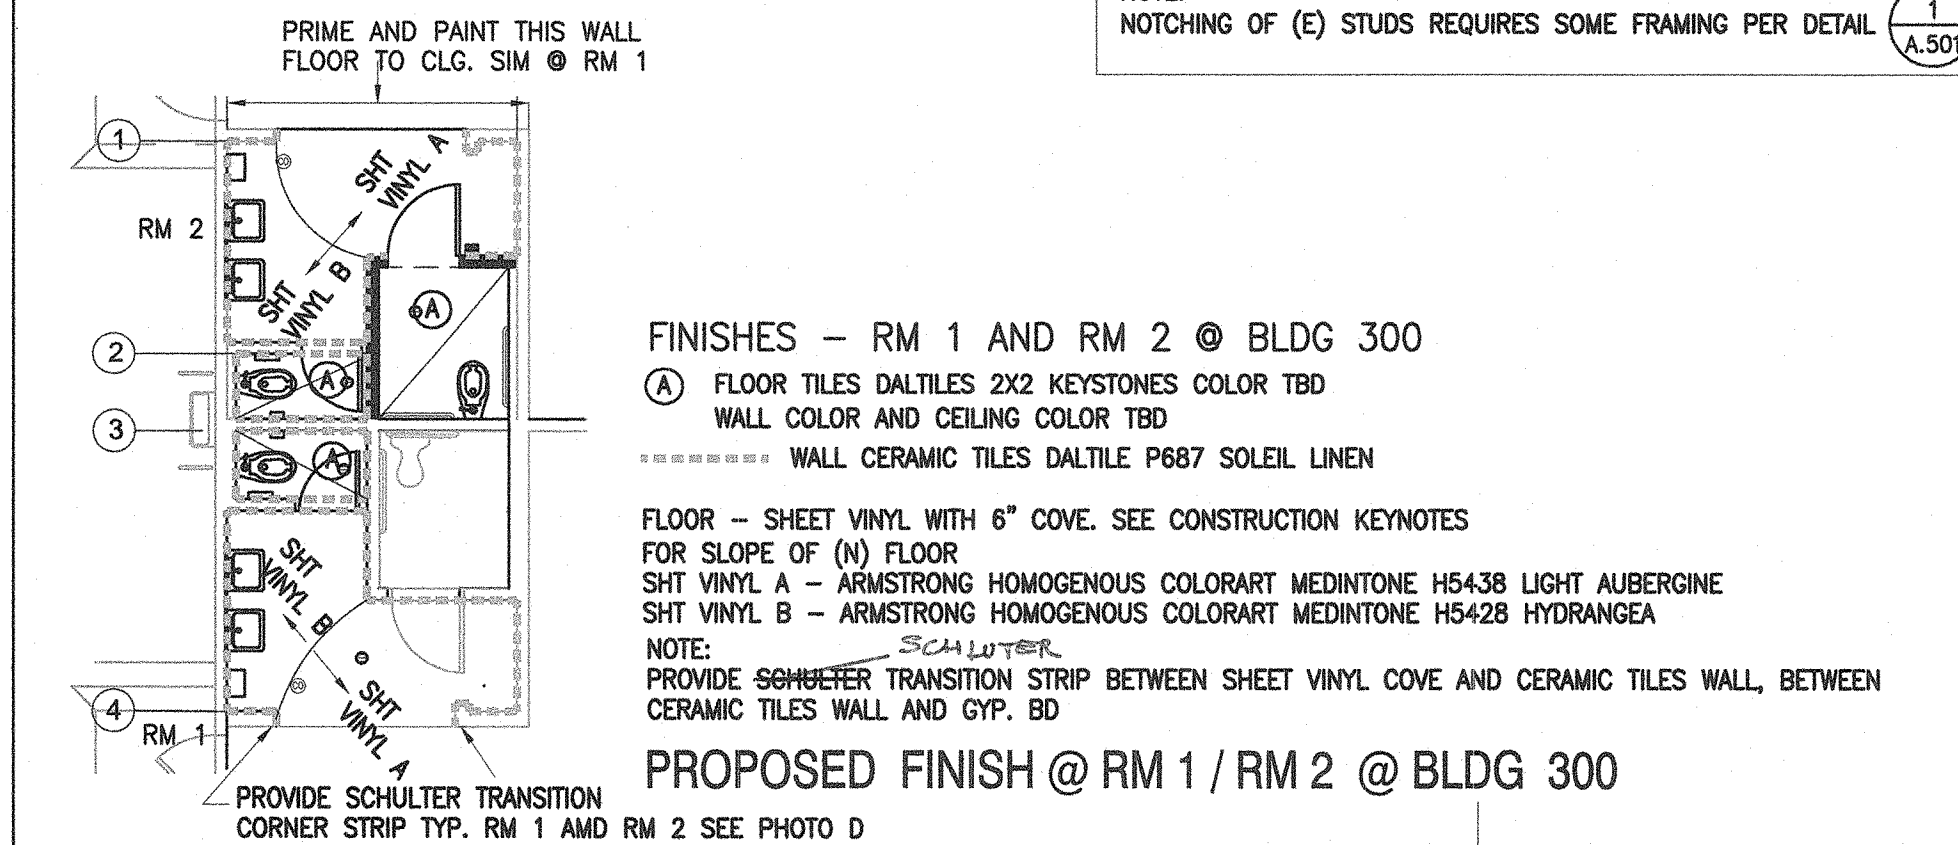 PRIME AND PAINT THIS WALL
FLOOR TO CLG. SIM @ RM 1
NOTE:
NOTCHING OF (E) STUDS REQUIRES SOME FRAMING PER DETAIL
1
A.501
1
RM 2
SHT
VINYL A
SHT
VINYL B
A
2
A
3
A
SHT
VINYL B
SHT
VINYL A
4
RM 1
PROVIDE SCHULTER TRANSITION
CORNER STRIP TYP. RM 1 AMD RM 2 SEE PHOTO D
FINISHES – RM 1 AND RM 2 @ BLDG 300
A FLOOR TILES DALTILES 2X2 KEYSTONES COLOR TBD
WALL COLOR AND CEILING COLOR TBD
WALL CERAMIC TILES DALTILE P687 SOLEIL LINEN
FLOOR – SHEET VINYL WITH 6" COVE. SEE CONSTRUCTION KEYNOTES
FOR SLOPE OF (N) FLOOR
SHT VINYL A – ARMSTRONG HOMOGENOUS COLORART MEDINTONE H5438 LIGHT AUBERGINE
SHT VINYL B – ARMSTRONG HOMOGENOUS COLORART MEDINTONE H5428 HYDRANGEA
NOTE:
SCHLUTER
PROVIDE SCHULTER TRANSITION STRIP BETWEEN SHEET VINYL COVE AND CERAMIC TILES WALL, BETWEEN
CERAMIC TILES WALL AND GYP. BD
PROPOSED FINISH @ RM 1 / RM 2 @ BLDG 300